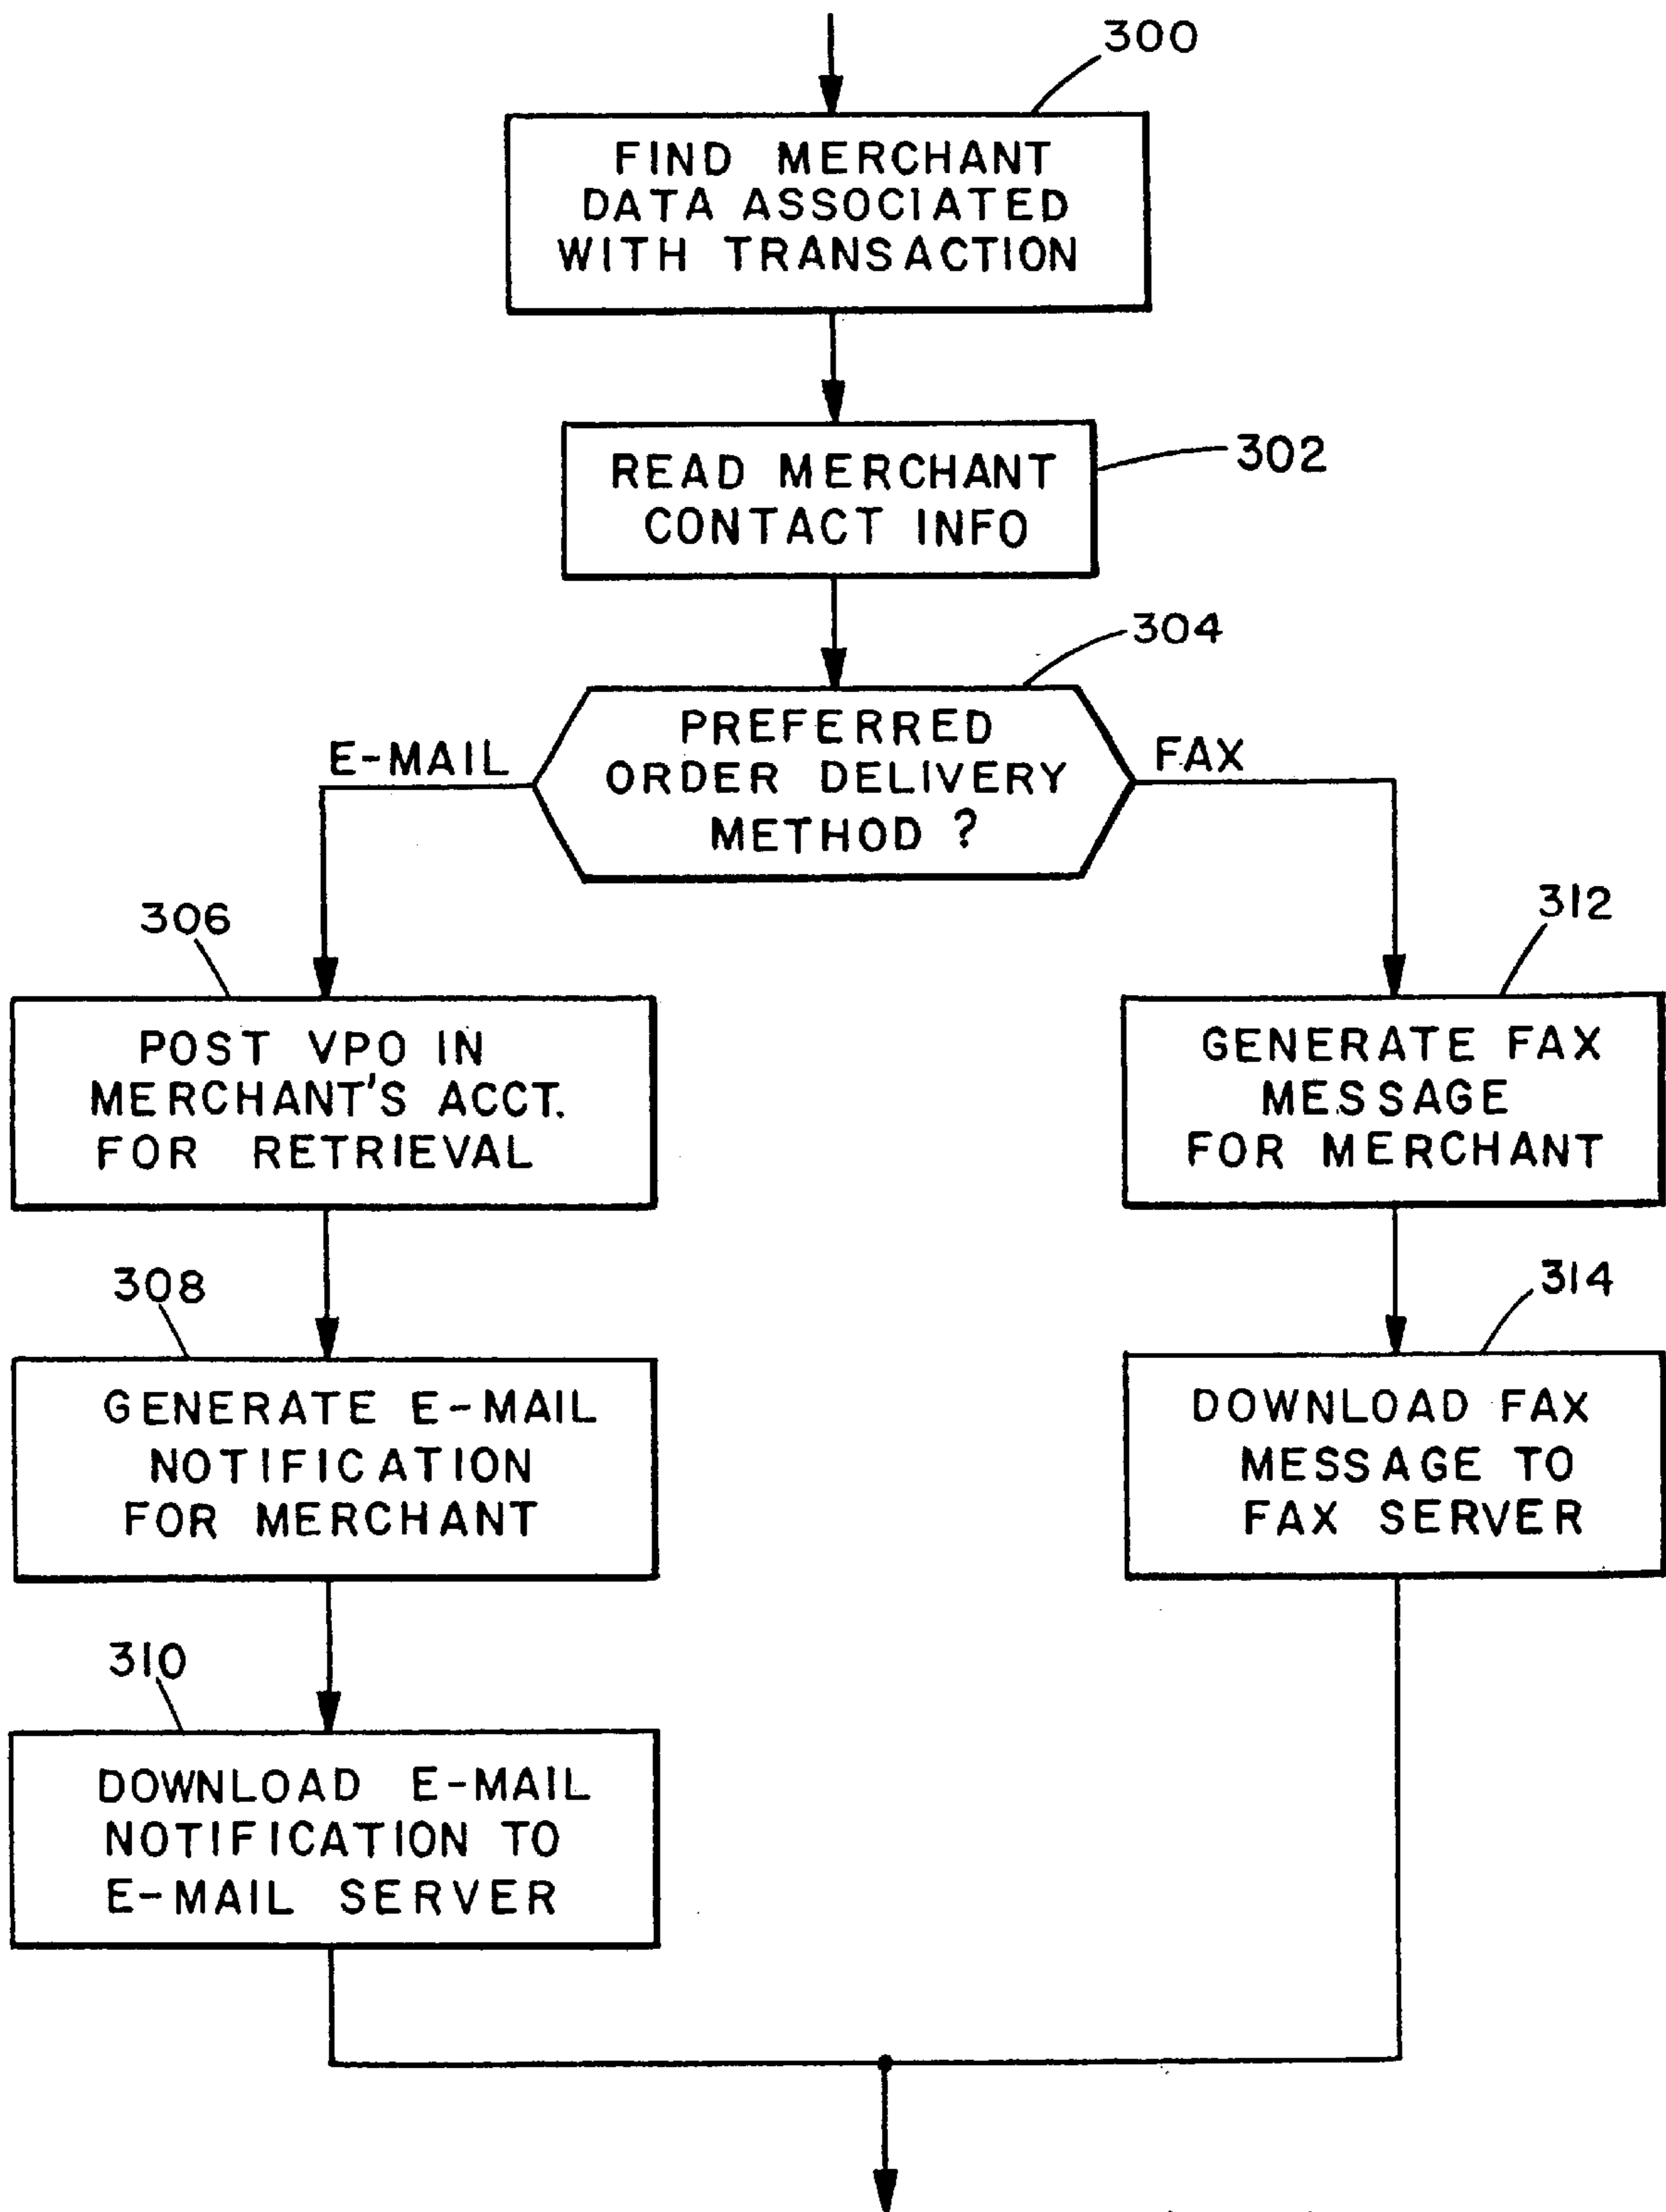 300
FIND MERCHANT
DATA ASSOCIATED
WITH TRANSACTION
READ MERCHANT
CONTACT INFO
302
304
PREFERRED
ORDER DELIVERY
METHOD ?
E-MAIL
FAX
306
POST VPO IN
MERCHANT'S ACCT.
FOR RETRIEVAL
312
GENERATE FAX
MESSAGE
FOR MERCHANT
308
GENERATE E-MAIL
NOTIFICATION
FOR MERCHANT
314
DOWNLOAD FAX
MESSAGE TO
FAX SERVER
310
DOWNLOAD E-MAIL
NOTIFICATION TO
E-MAIL SERVER